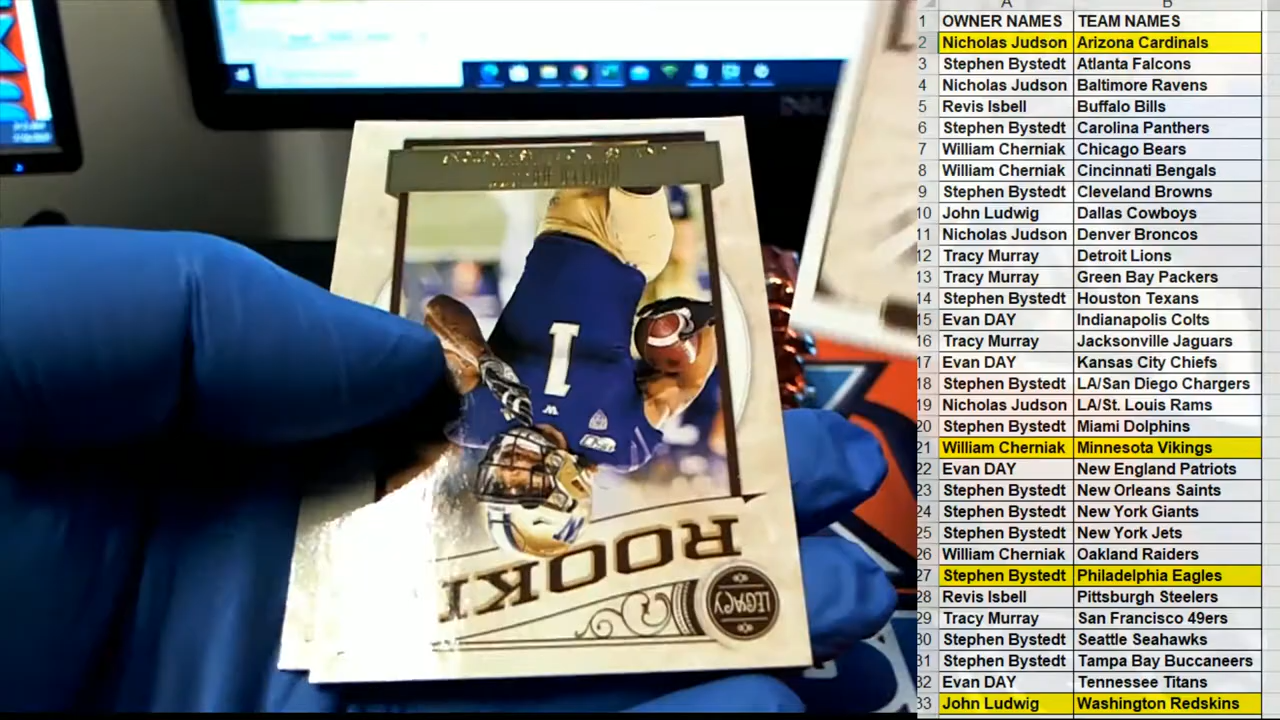 A B
1 OWNER NAMES TEAM NAMES
2 Nicholas Judson Arizona Cardinals
3 Stephen Bystedt Atlanta Falcons
4 Nicholas Judson Baltimore Ravens
5 Revis Isbell Buffalo Bills
6 Stephen Bystedt Carolina Panthers
7 William Cherniak Chicago Bears
8 William Cherniak Cincinnati Bengals
9 Stephen Bystedt Cleveland Browns
10 John Ludwig Dallas Cowboys
11 Nicholas Judson Denver Broncos
12 Tracy Murray Detroit Lions
13 Tracy Murray Green Bay Packers
14 Stephen Bystedt Houston Texans
15 Evan DAY Indianapolis Colts
16 Tracy Murray Jacksonville Jaguars
17 Evan DAY Kansas City Chiefs
18 Stephen Bystedt LA/San Diego Chargers
19 Nicholas Judson LA/St. Louis Rams
20 Stephen Bystedt Miami Dolphins
21 William Cherniak Minnesota Vikings
22 Evan DAY New England Patriots
23 Stephen Bystedt New Orleans Saints
24 Stephen Bystedt New York Giants
25 Stephen Bystedt New York Jets
26 William Cherniak Oakland Raiders
27 Stephen Bystedt Philadelphia Eagles
28 Revis Isbell Pittsburgh Steelers
29 Tracy Murray San Francisco 49ers
30 Stephen Bystedt Seattle Seahawks
31 Stephen Bystedt Tampa Bay Buccaneers
32 Evan DAY Tennessee Titans
33 John Ludwig Washington Redskins
DELL
1
ROOKI
LEGACY